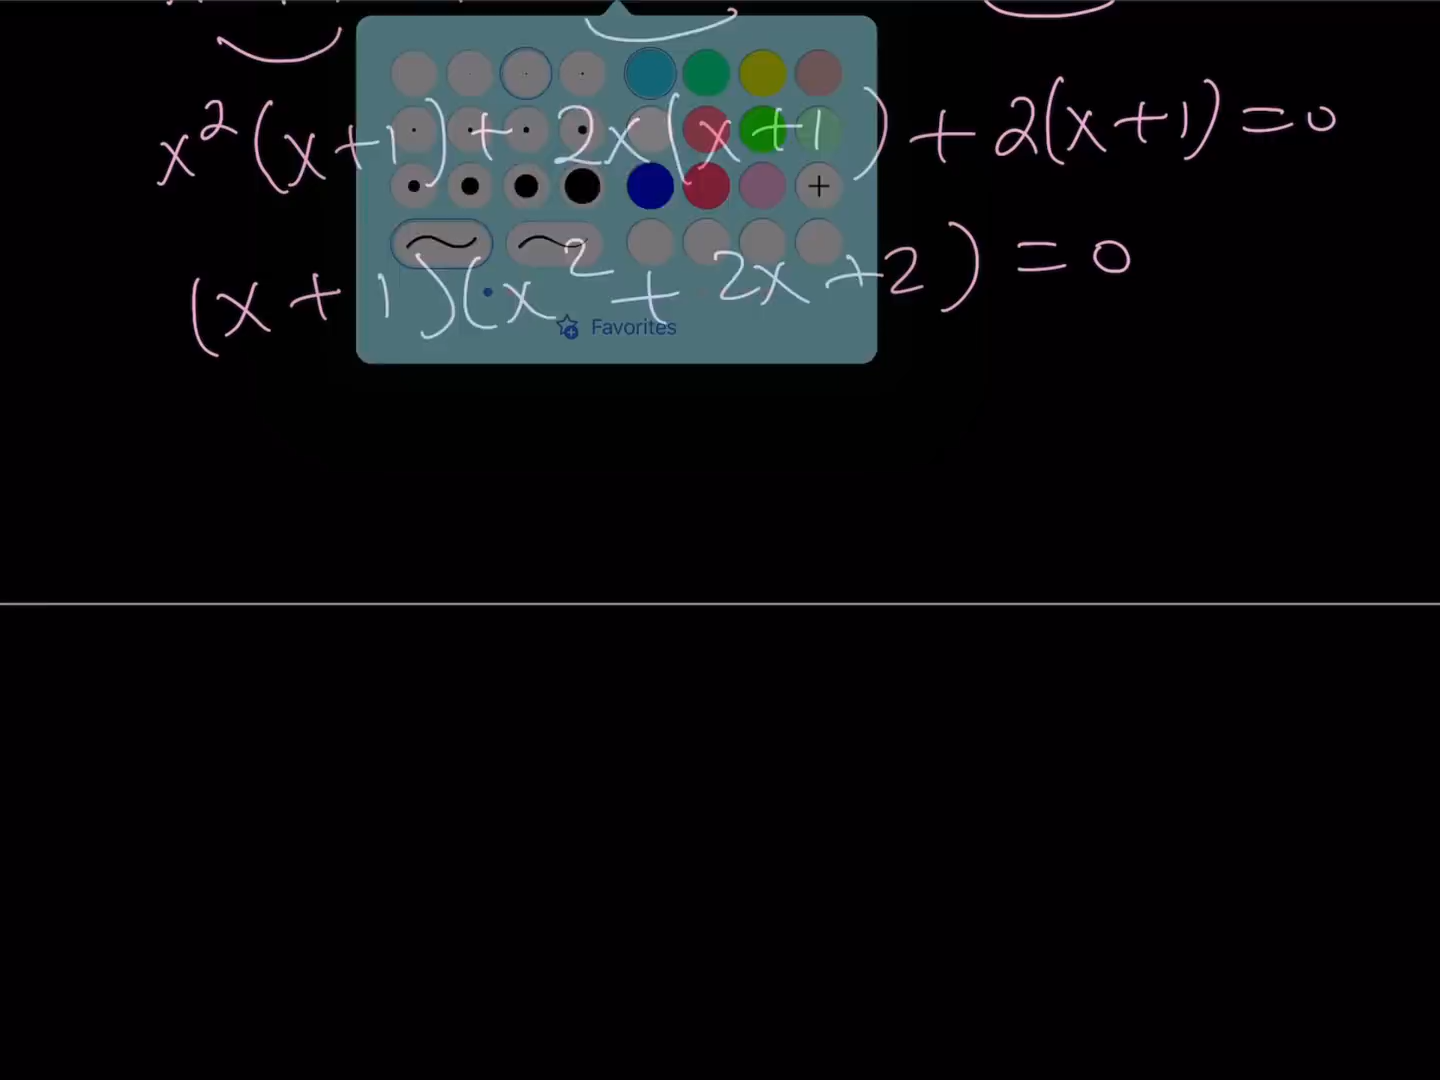 x²(x+1) + 2x(x+1) + 2(x+1) = 0
(x+1)(x² + 2x + 2) = 0
Favorites